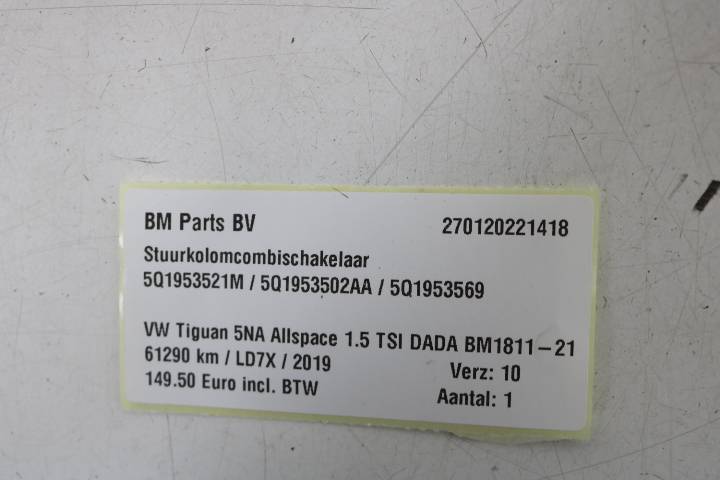 BM Parts BV 270120221418
Stuurkolomcombischakelaar
5Q1953521M / 5Q1953502AA / 5Q1953569
VW Tiguan 5NA Allspace 1.5 TSI DADA BM1811-21
61290 km / LD7X / 2019 Verz: 10
149.50 Euro incl. BTW Aantal: 1